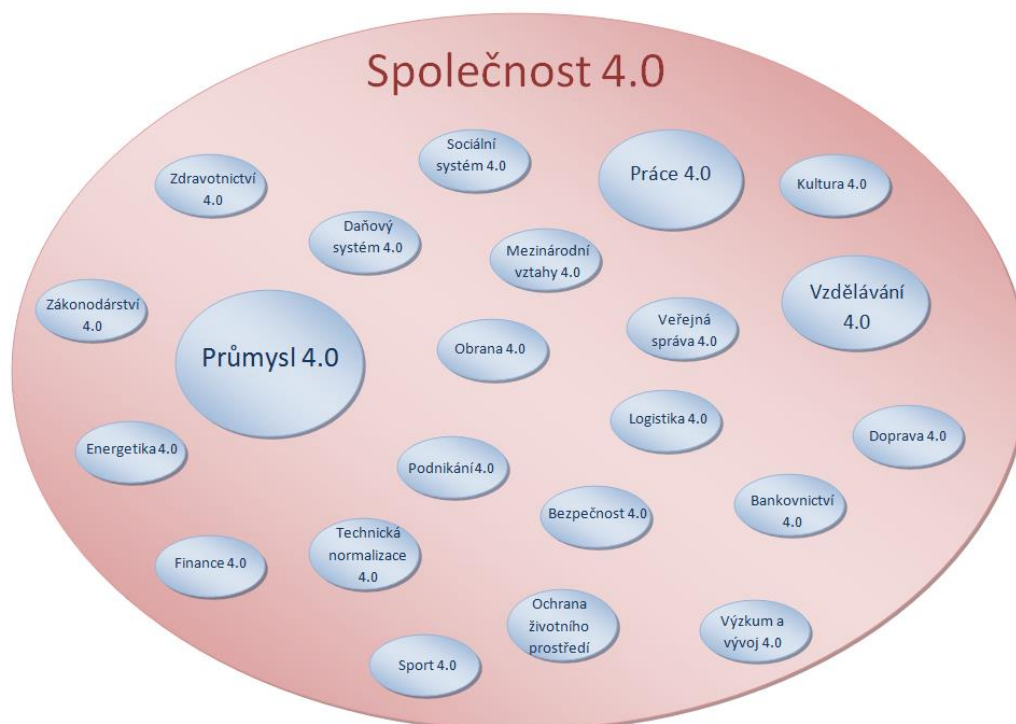 Společnost 4.0
Sociální
systém 4.0
Práce 4.0
Zdravotnictví
4.0
Kultura 4.0
Daňový
systém 4.0
Mezinárodní
vztahy 4.0
Vzdělávání
4.0
Zákonodárství
4.0
Průmysl 4.0
Obrana 4.0
Veřejná
správa 4.0
Logistika 4.0
Doprava 4.0
Energetika 4.0
Podnikání 4.0
Bezpečnost 4.0
Bankovnictví
4.0
Finance 4.0
Technická
normalizace
4.0
Ochrana
životního
prostředí
Výzkum a
vývoj 4.0
Sport 4.0